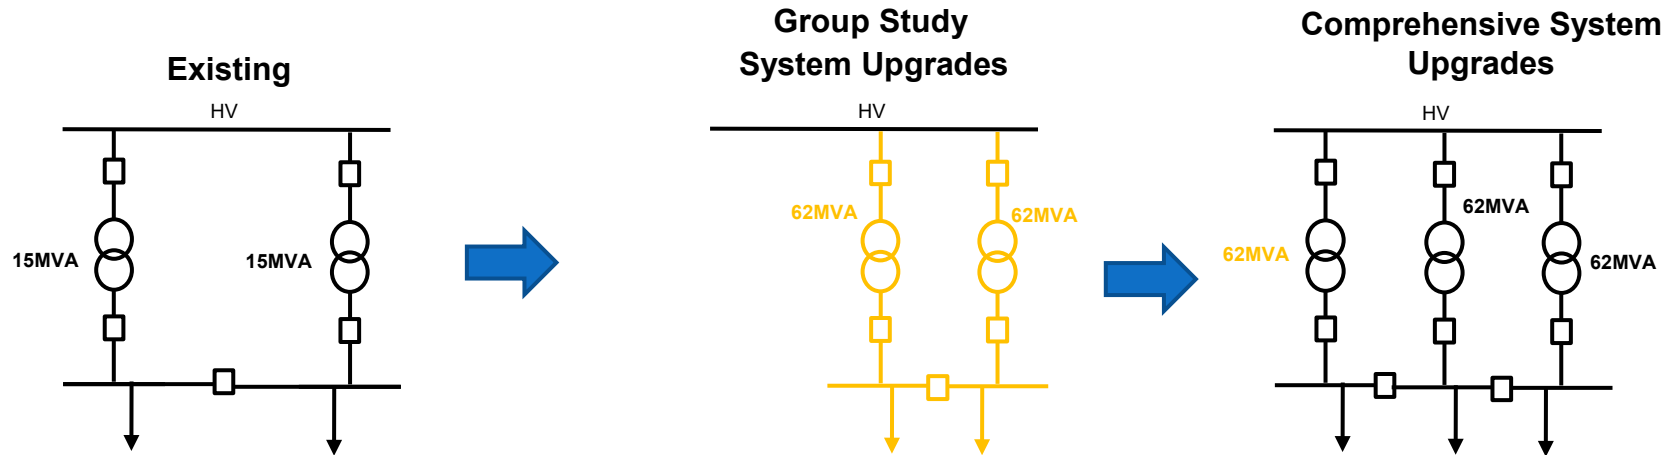 Existing
HV
15MVA
15MVA
Group Study
System Upgrades
HV
62MVA
62MVA
Comprehensive System
Upgrades
HV
62MVA
62MVA
62MVA